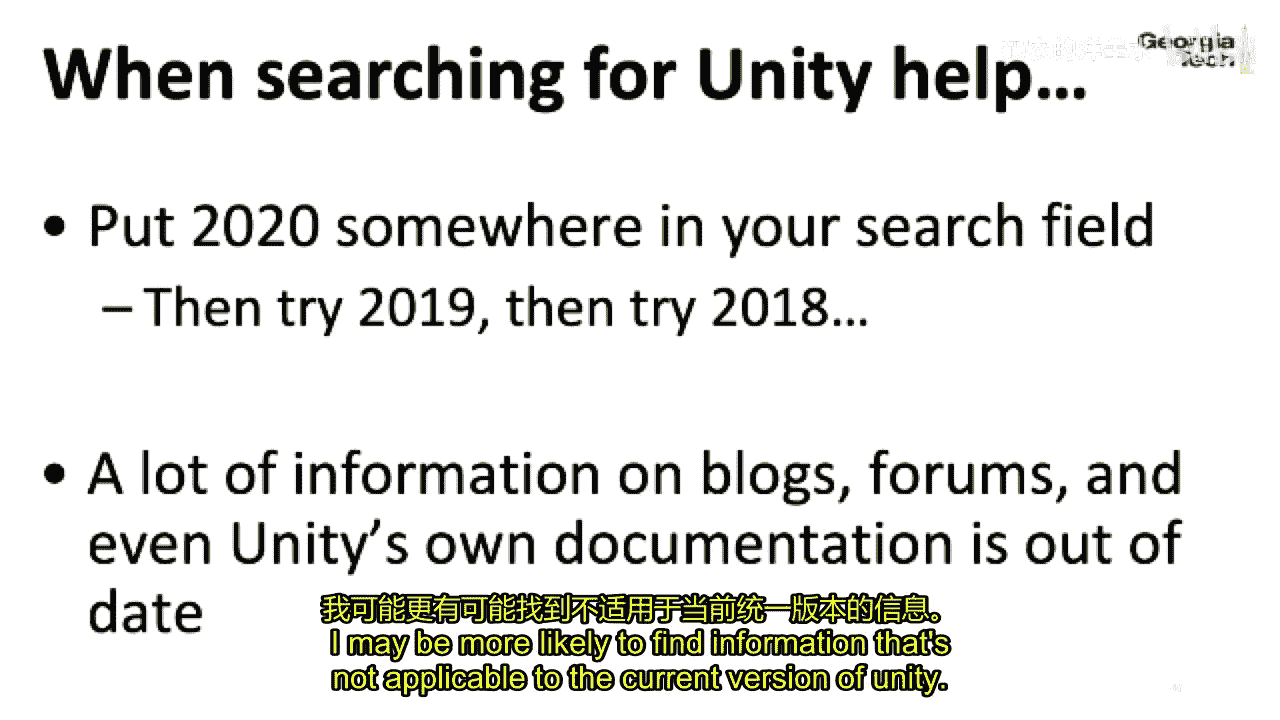 When searching for Unity help…
Georgia
Tech
• Put 2020 somewhere in your search field
– Then try 2019, then try 2018…
• A lot of information on blogs, forums, and
even Unity’s own documentation is out of
date
我可能更有可能找到不适用于当前统一版本的信息。
I may be more likely to find information that's
not applicable to the current version of unity.